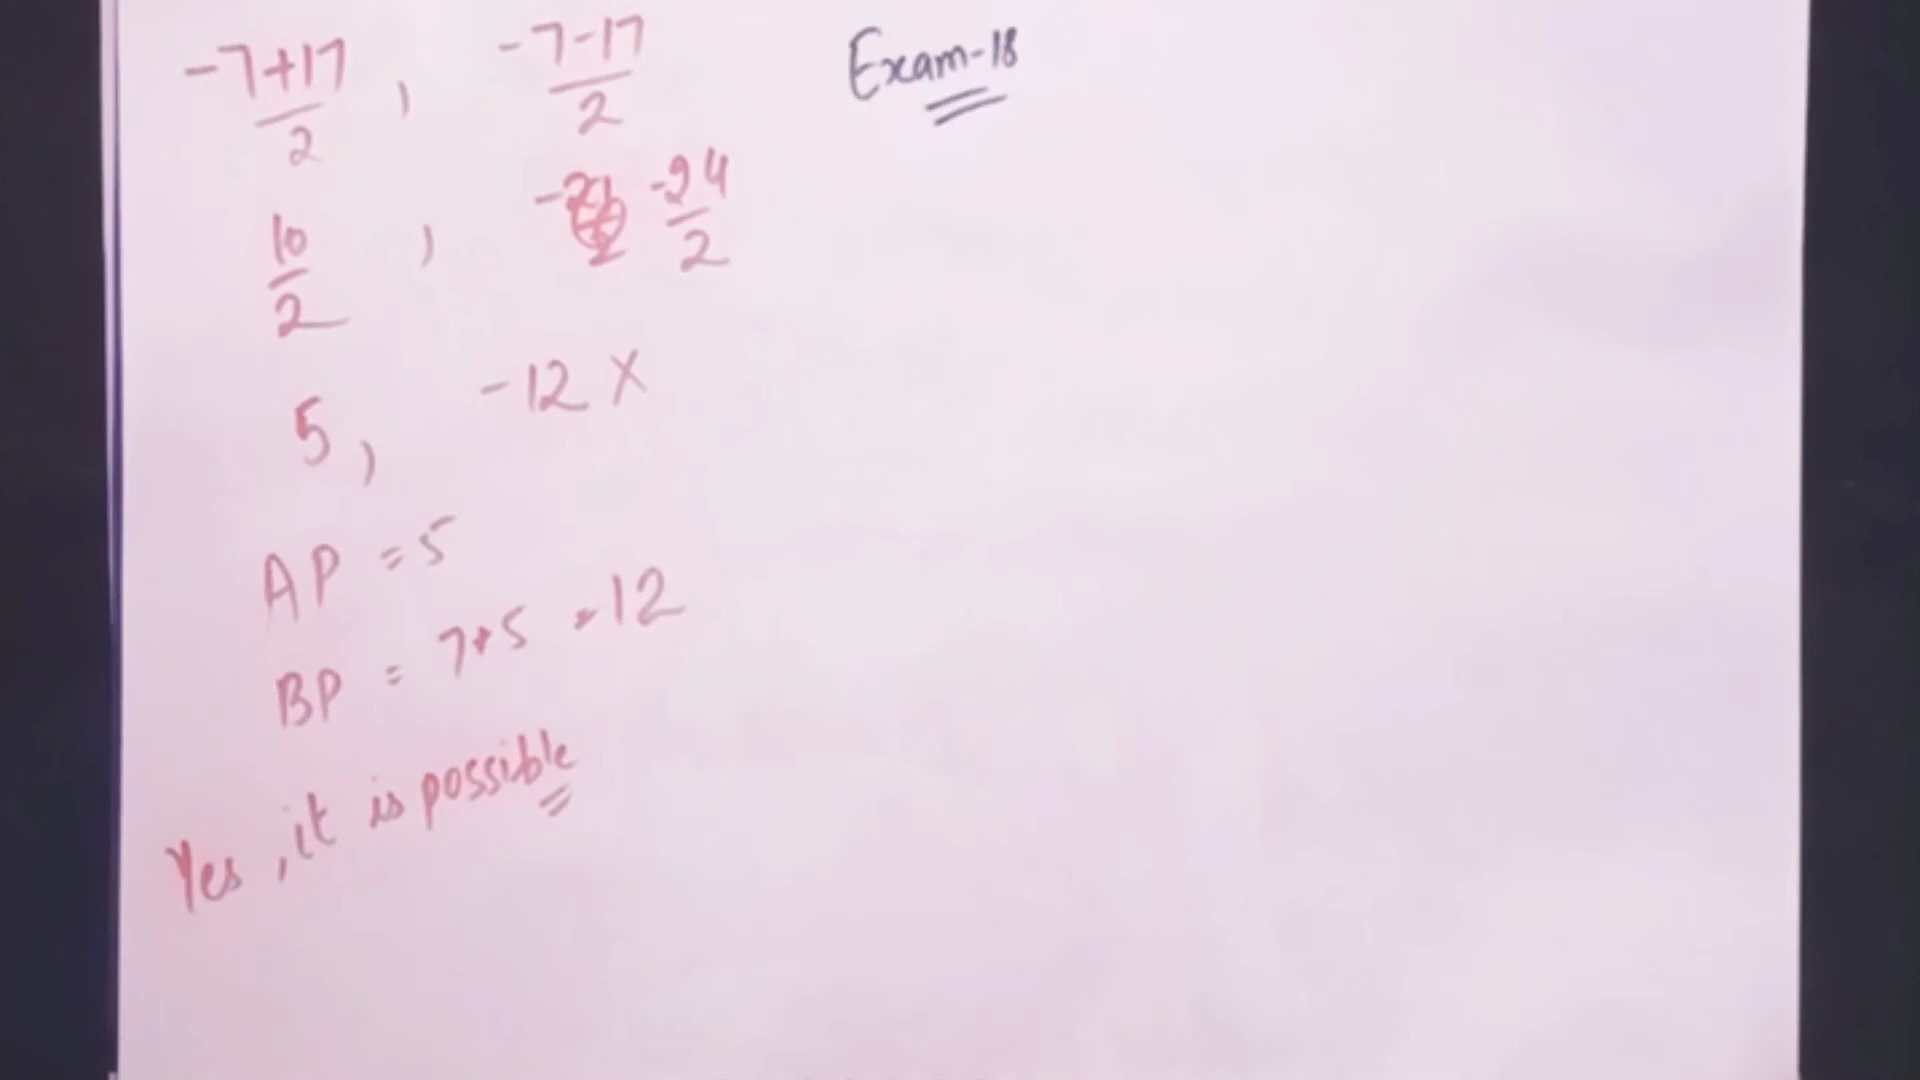 -7+17/2 , -7-17/2
Exam-18
10/2 , -24/2
5, -12 X
AP = 5
BP = 7+5 = 12
Yes, it is possible